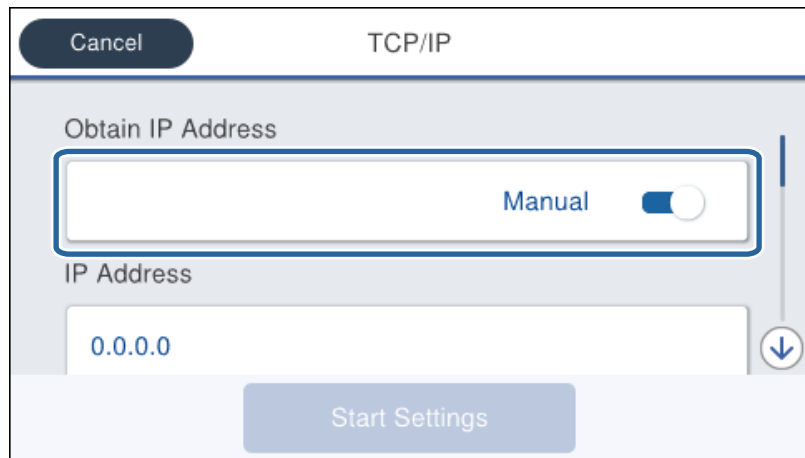 Cancel
TCP/IP
Obtain IP Address
Manual
IP Address
0.0.0.0
Start Settings